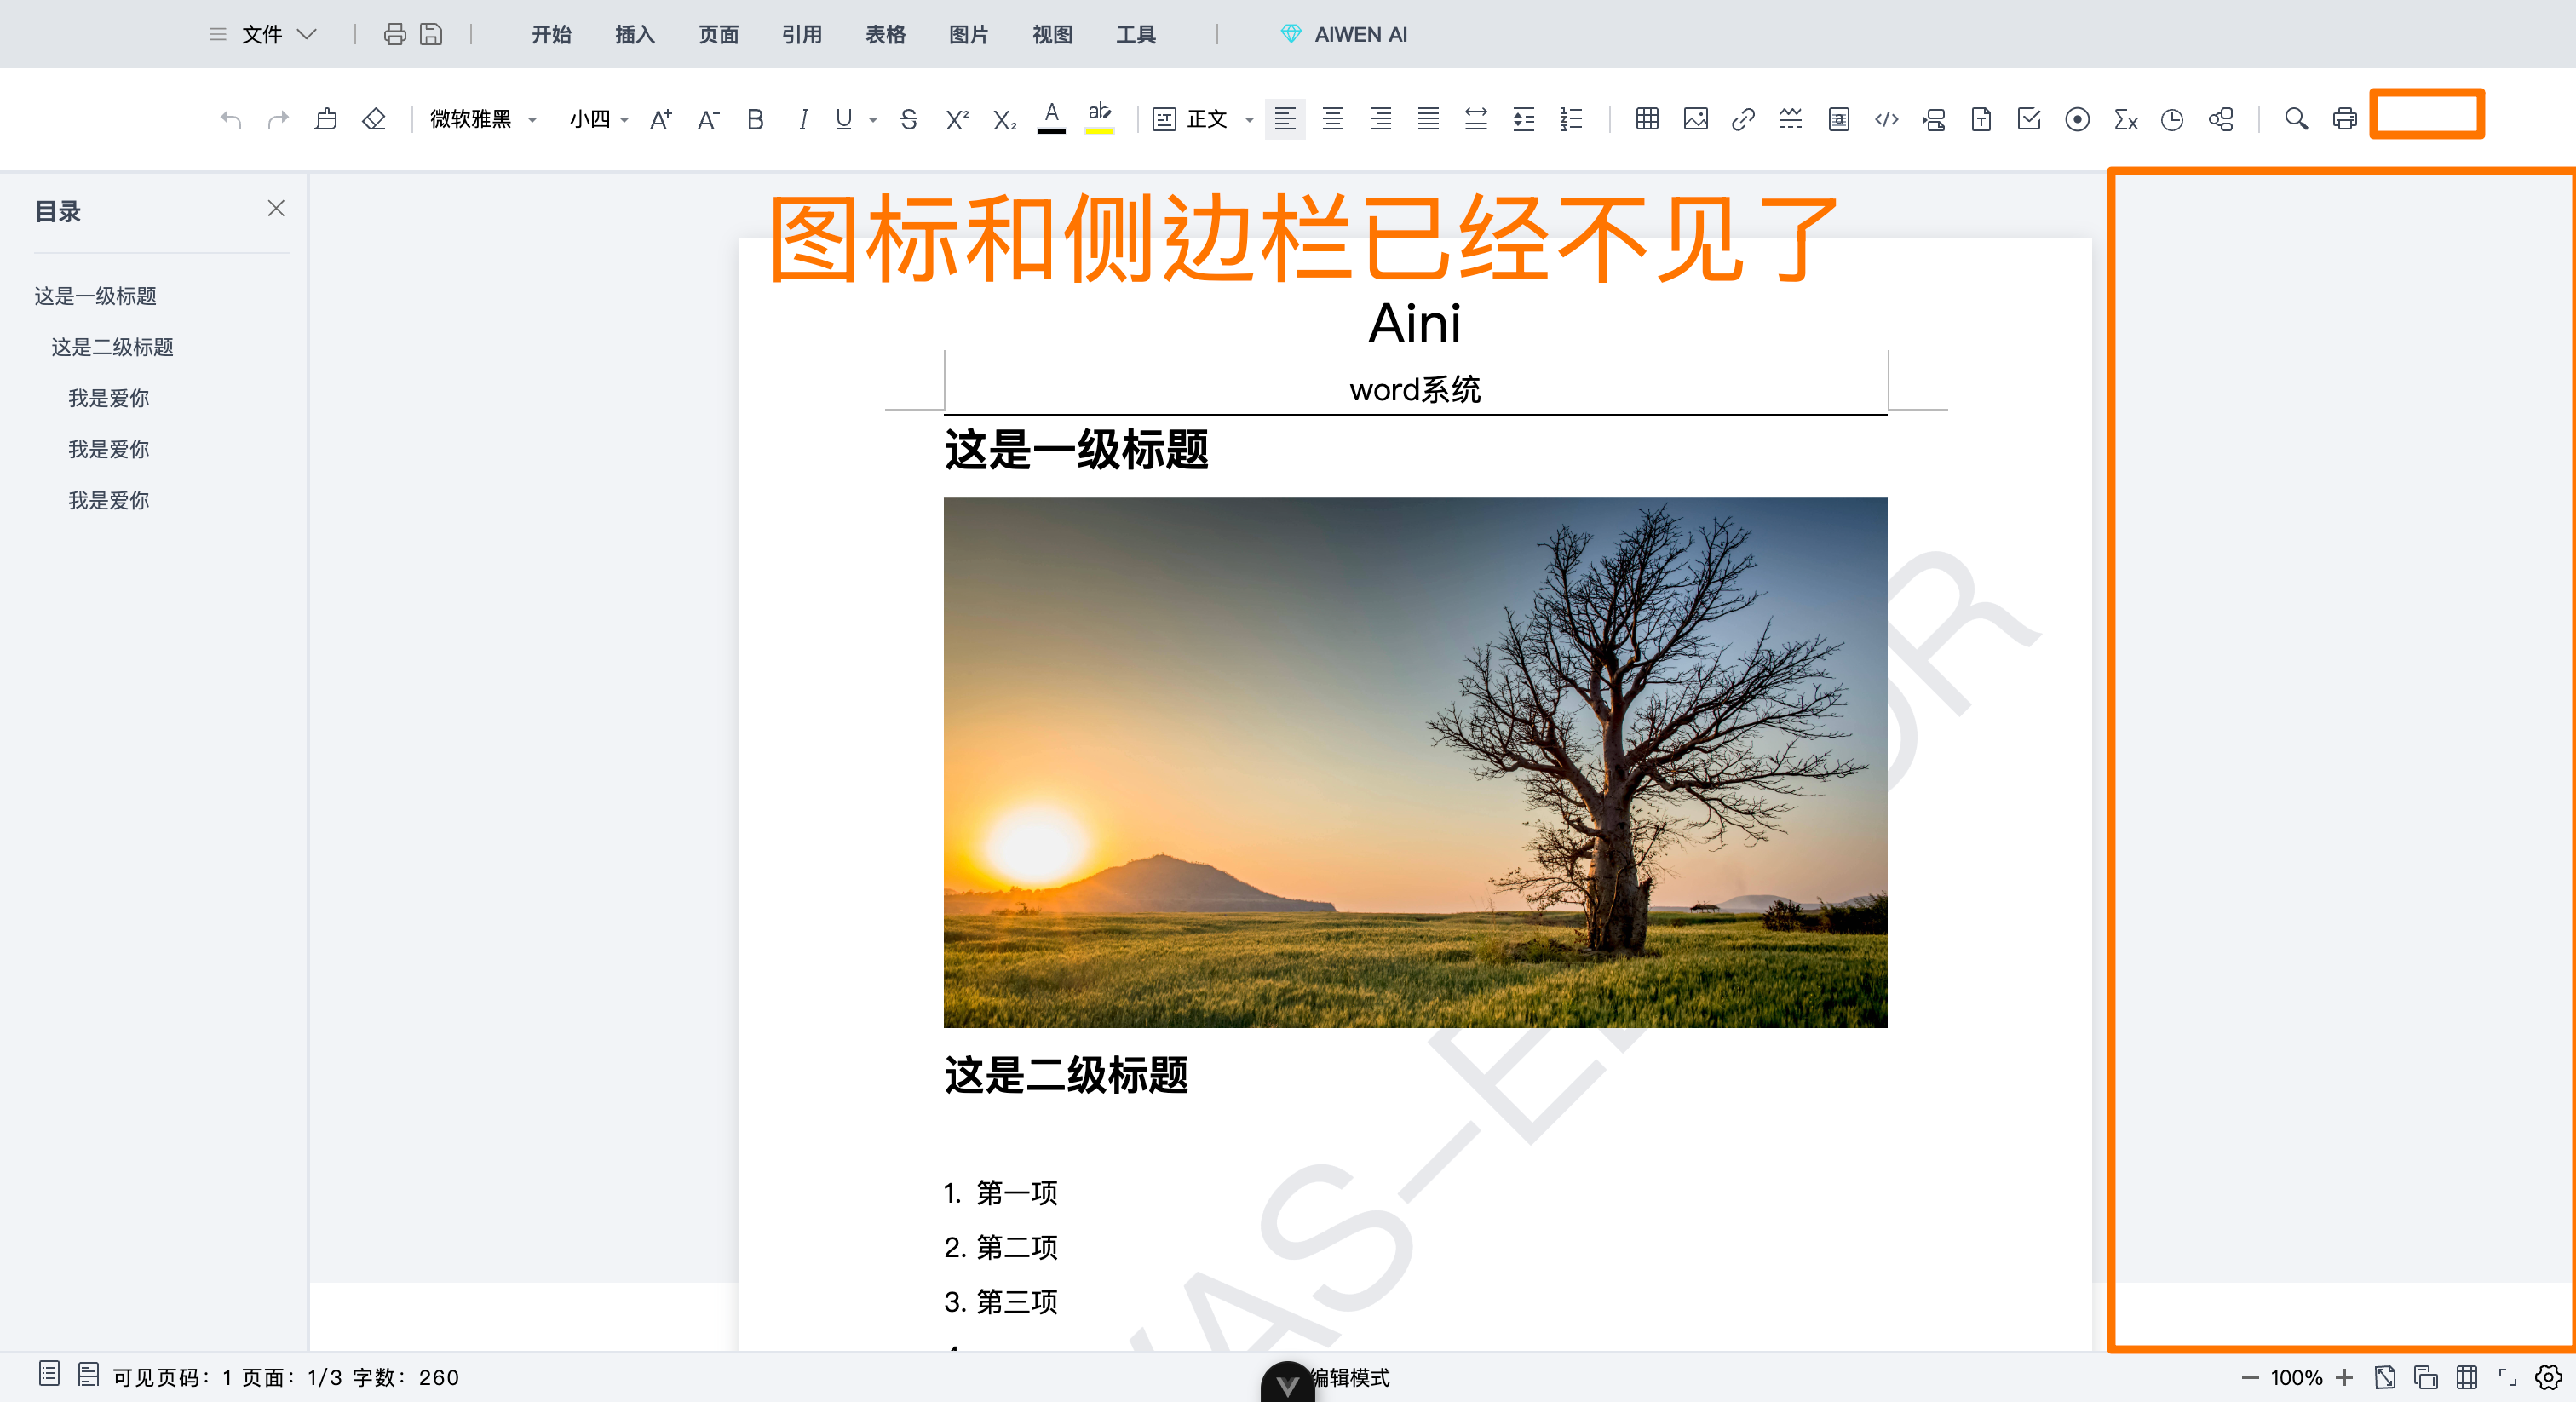 文件
开始 插入 页面 引用 表格 图片 视图 工具 AIWEN AI
微软雅黑 小四 正文
目录
这是一级标题
这是二级标题
我是爱你
我是爱你
我是爱你
图标和侧边栏已经不见了
Aini
word系统
这是一级标题
这是二级标题
1. 第一项
2. 第二项
3. 第三项
可见页码：1 页面：1/3 字数：260
编辑模式
100%